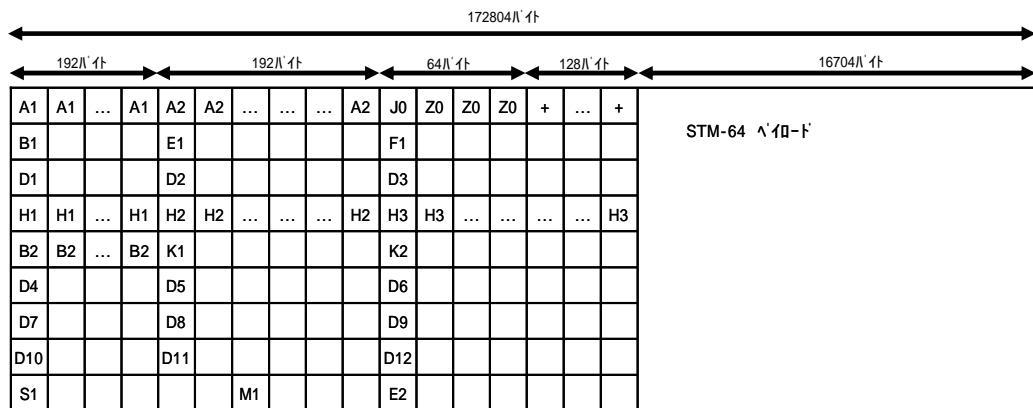 172804ﾊﾞｲﾄ
192ﾊﾞｲﾄ 192ﾊﾞｲﾄ 64ﾊﾞｲﾄ 128ﾊﾞｲﾄ 16704ﾊﾞｲﾄ
A1 A1 … A1 A2 A2 … … … A2 J0 Z0 Z0 Z0 + … +
STM-64 ﾍﾟｲﾛｰﾄﾞ
B1 E1 F1
D1 D2 D3
H1 H1 … H1 H2 H2 … … … H2 H3 H3 … … … … H3
B2 B2 … B2 K1 K2
D4 D5 D6
D7 D8 D9
D10 D11 D12
S1 M1 E2